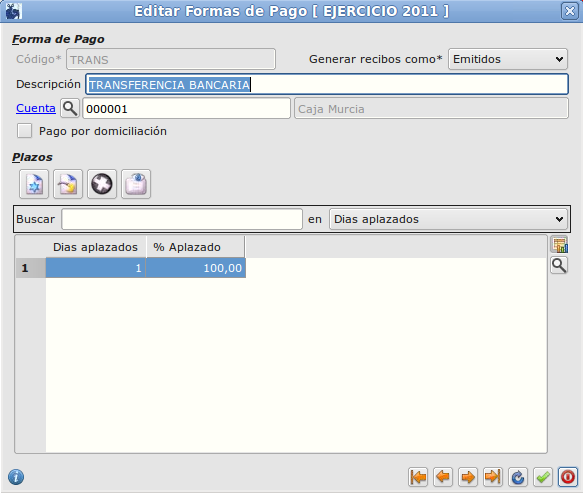 Editar Formas de Pago [ EJERCICIO 2011 ]
Forma de Pago
Código* TRANS Generar recibos como* Emitidos
Descripción TRANSFERENCIA BANCARIA
Cuenta 000001 Caja Murcia
Pago por domiciliación
Plazos
Buscar en Dias aplazados
Dias aplazados % Aplazado
1 1 100,00